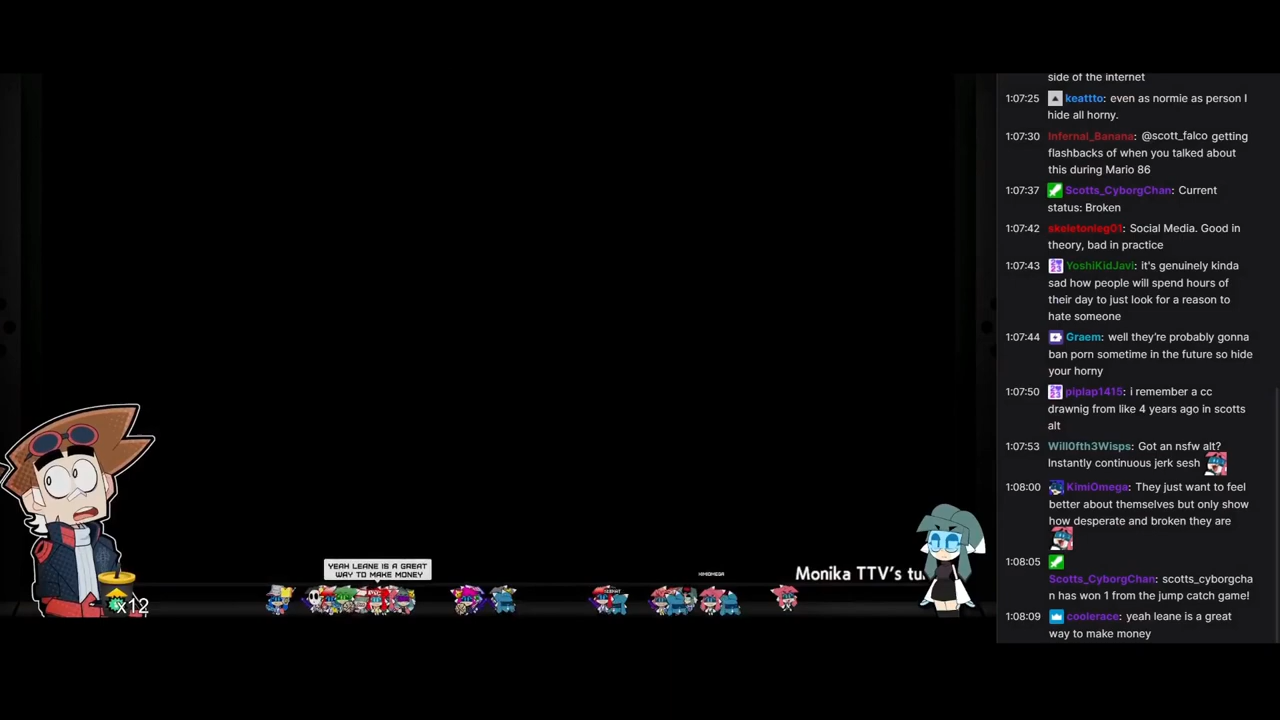 side of the internet
1:07:25 keattto: even as normie as person I
hide all horny.
1:07:30 Infernal_Banana: @scott_falco getting
flashbacks of when you talked about
this during Mario 86
1:07:37 Scotts_CyborgChan: Current
status: Broken
1:07:42 skeletonleg01: Social Media. Good in
theory, bad in practice
1:07:43 YoshiKidJavi: it's genuinely kinda
sad how people will spend hours of
their day to just look for a reason to
hate someone
1:07:44 Graem: well they're probably gonna
ban porn sometime in the future so hide
your horny
1:07:50 piplap1415: i remember a cc
drawnig from like 4 years ago in scotts
alt
1:07:53 Will0fth3Wisps: Got an nsfw alt?
Instantly continuous jerk sesh
1:08:00 KimiOmega: They just want to feel
better about themselves but only show
how desperate and broken they are
1:08:05
Scotts_CyborgChan: scotts_cyborgcha
n has won 1 from the jump catch game!
1:08:09 coolerace: yeah leane is a great
way to make money
YEAH LEANE IS A GREAT
WAY TO MAKE MONEY
KIMIOMEGA
Monika TTV's tu
x12